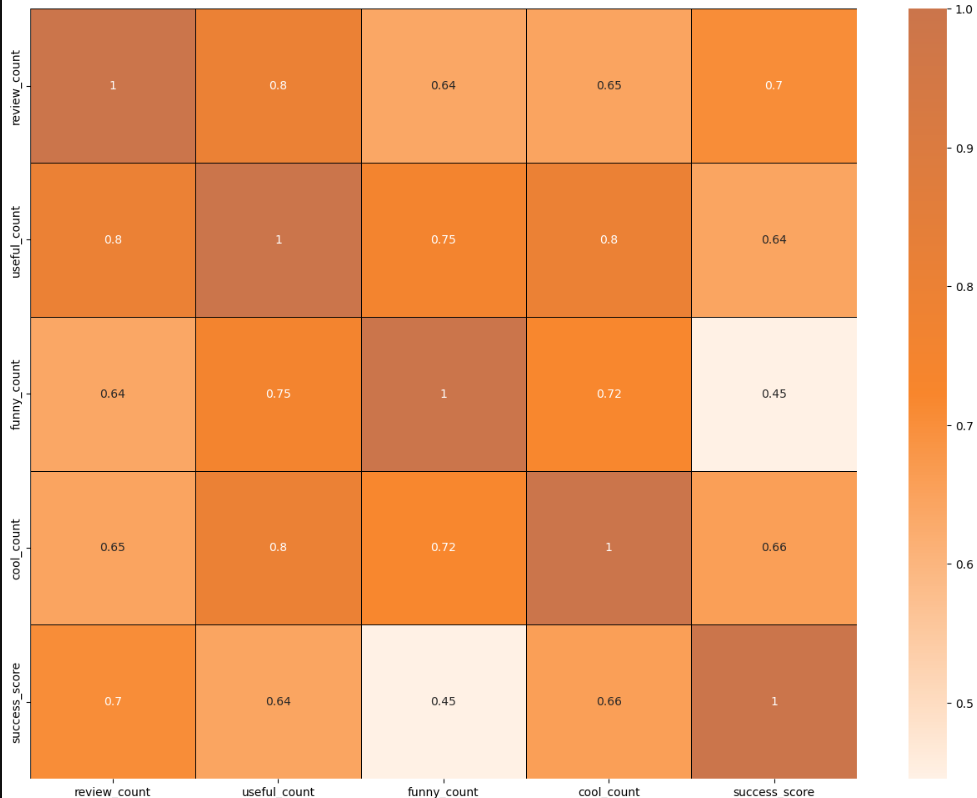 review_count 1 0.8 0.64 0.65 0.7
useful_count 0.8 1 0.75 0.8 0.64
funny_count 0.64 0.75 1 0.72 0.45
cool_count 0.65 0.8 0.72 1 0.66
success_score 0.7 0.64 0.45 0.66 1
review_count useful_count funny_count cool_count success_score
1.0
0.9
0.8
0.7
0.6
0.5